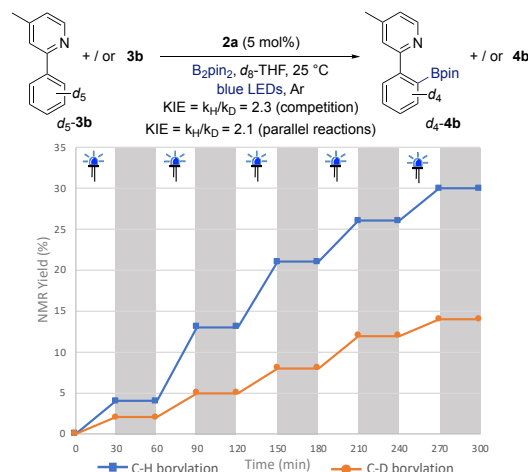 Me
N
+ / or 3b
d5
d5-3b
2a (5 mol%)
B2pin2, d8-THF, 25 °C
blue LEDs, Ar
KIE = kH/kD = 2.3 (competition)
KIE = kH/kD = 2.1 (parallel reactions)
Me
N
Bpin
+ / or 4b
d4
d4-4b
35
30
25
20
15
10
5
0
NMR Yield (%)
0 30 60 90 120 150 180 210 240 270 300
Time (min)
C-H borylation
C-D borylation